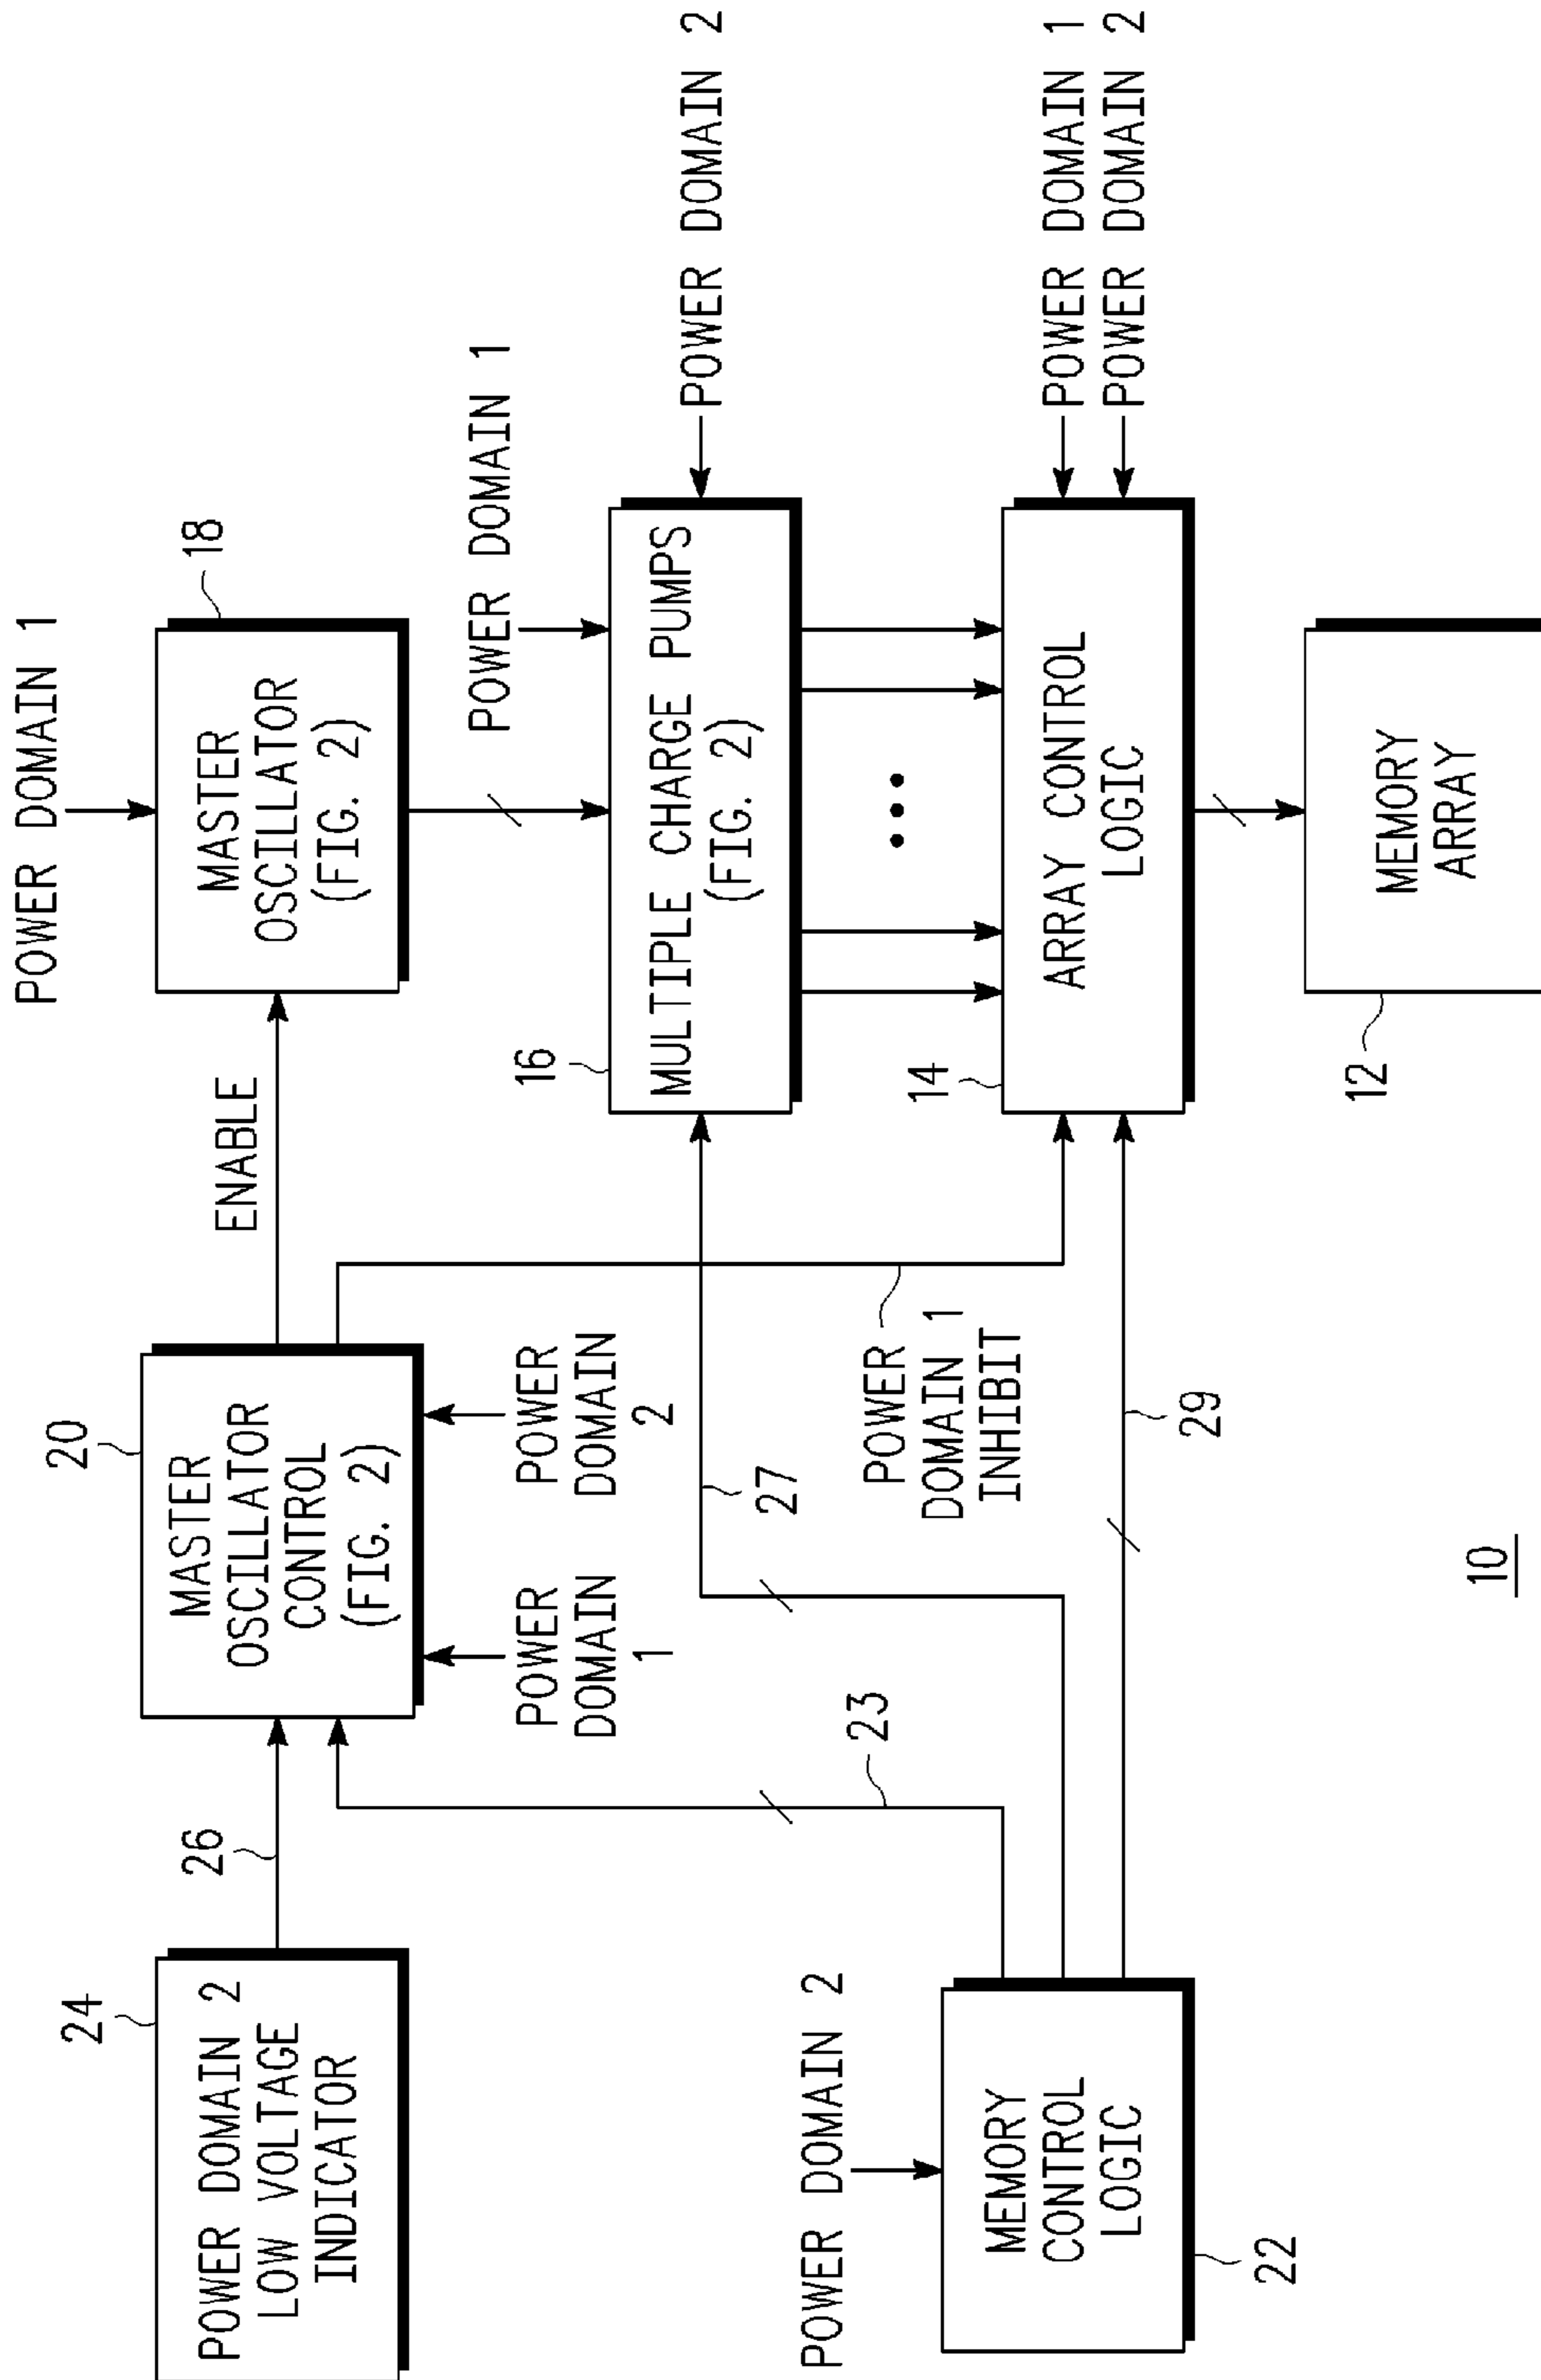 POWER DOMAIN 1
24
POWER DOMAIN 2
LOW VOLTAGE
INDICATOR
26
20
MASTER
OSCILLATOR
CONTROL
(FIG. 2)
ENABLE
18
MASTER
OSCILLATOR
(FIG. 2)
POWER
DOMAIN
1
POWER
DOMAIN
2
POWER DOMAIN 1
16
MULTIPLE CHARGE PUMPS
(FIG. 2)
POWER DOMAIN 2
27
23
POWER
DOMAIN 1
INHIBIT
POWER DOMAIN 2
MEMORY
CONTROL
LOGIC
22
29
14
ARRAY CONTROL
LOGIC
POWER DOMAIN 1
POWER DOMAIN 2
12
MEMORY
ARRAY
10